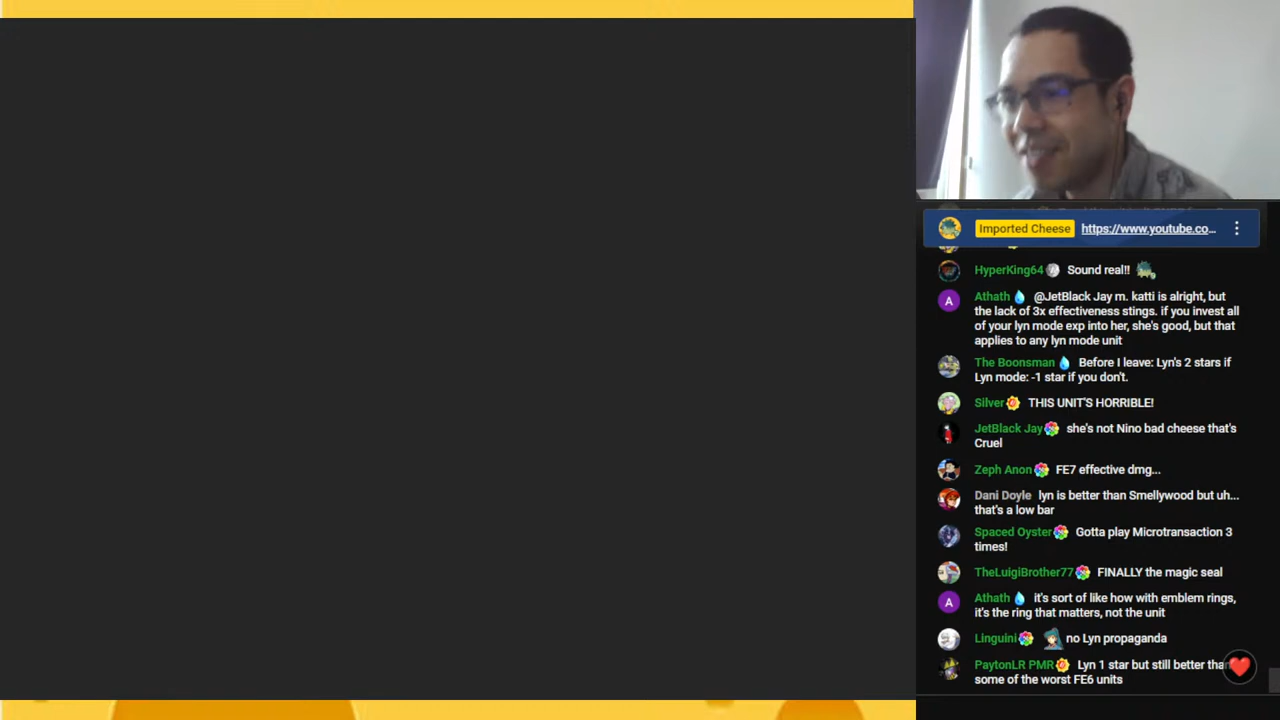 Imported Cheese https://www.youtube.co...
HyperKing64 Sound real!!
A Athath @JetBlack Jay m. katti is alright, but
the lack of 3x effectiveness stings. if you invest all
of your lyn mode exp into her, she's good, but that
applies to any lyn mode unit
The Boonsman Before I leave: Lyn's 2 stars if
Lyn mode: -1 star if you don't.
Silver THIS UNIT'S HORRIBLE!
JetBlack Jay she's not Nino bad cheese that's
Cruel
Zeph Anon FE7 effective dmg...
Dani Doyle lyn is better than Smellywood but uh...
that's a low bar
Spaced Oyster Gotta play Microtransaction 3
times!
TheLuigiBrother77 FINALLY the magic seal
A Athath it's sort of like how with emblem rings,
it's the ring that matters, not the unit
Linguini no Lyn propaganda
PaytonLR PMR Lyn 1 star but still better than
some of the worst FE6 units